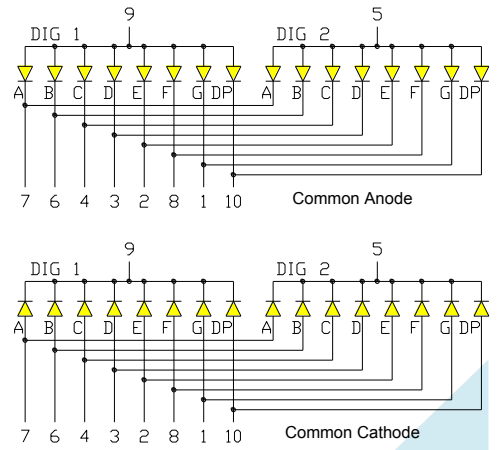 9 5
DIG 1 DIG 2
A B C D E F G DP A B C D E F G DP
7 6 4 3 2 8 1 10 Common Anode
9 5
DIG 1 DIG 2
A B C D E F G DP A B C D E F G DP
7 6 4 3 2 8 1 10 Common Cathode